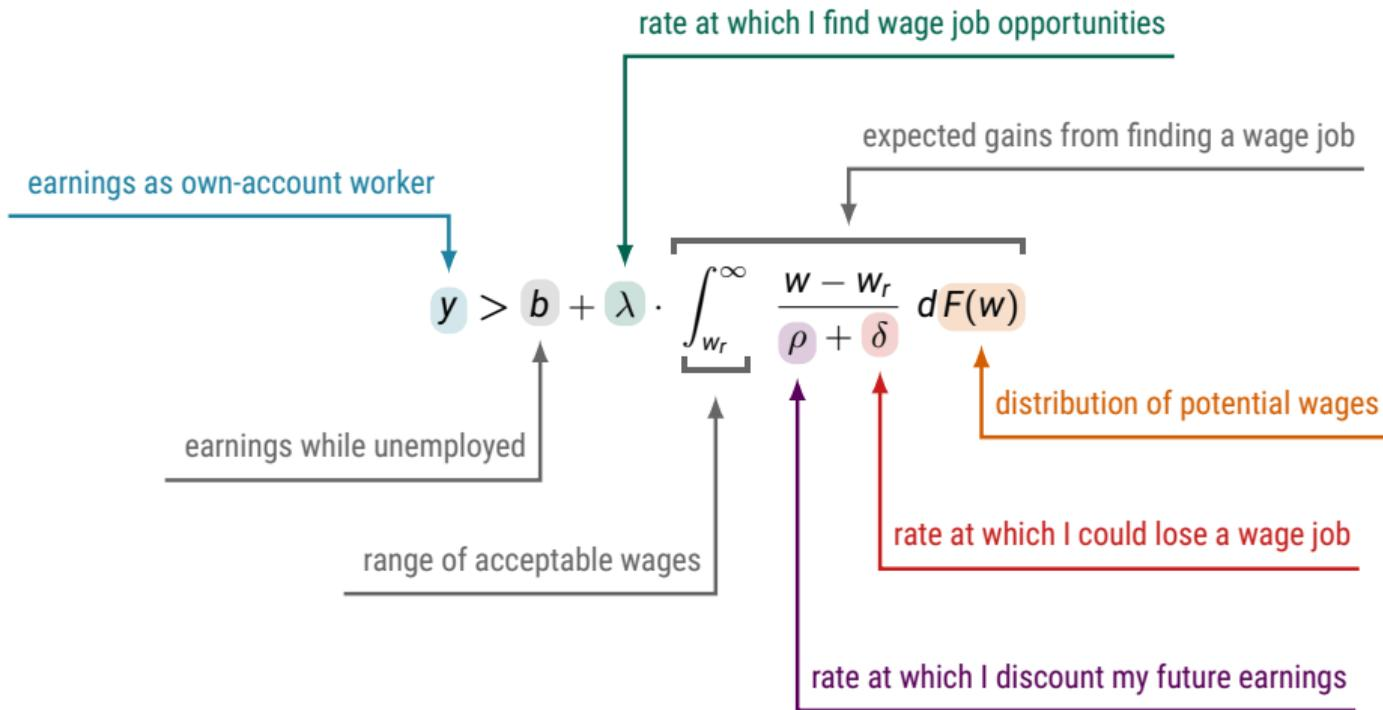 rate at which I find wage job opportunities
expected gains from finding a wage job
earnings as own-account worker
y > b + λ · ∫_{w_r}^{∞} \frac{w − w_r}{ρ + δ} dF(w)
distribution of potential wages
earnings while unemployed
rate at which I could lose a wage job
range of acceptable wages
rate at which I discount my future earnings